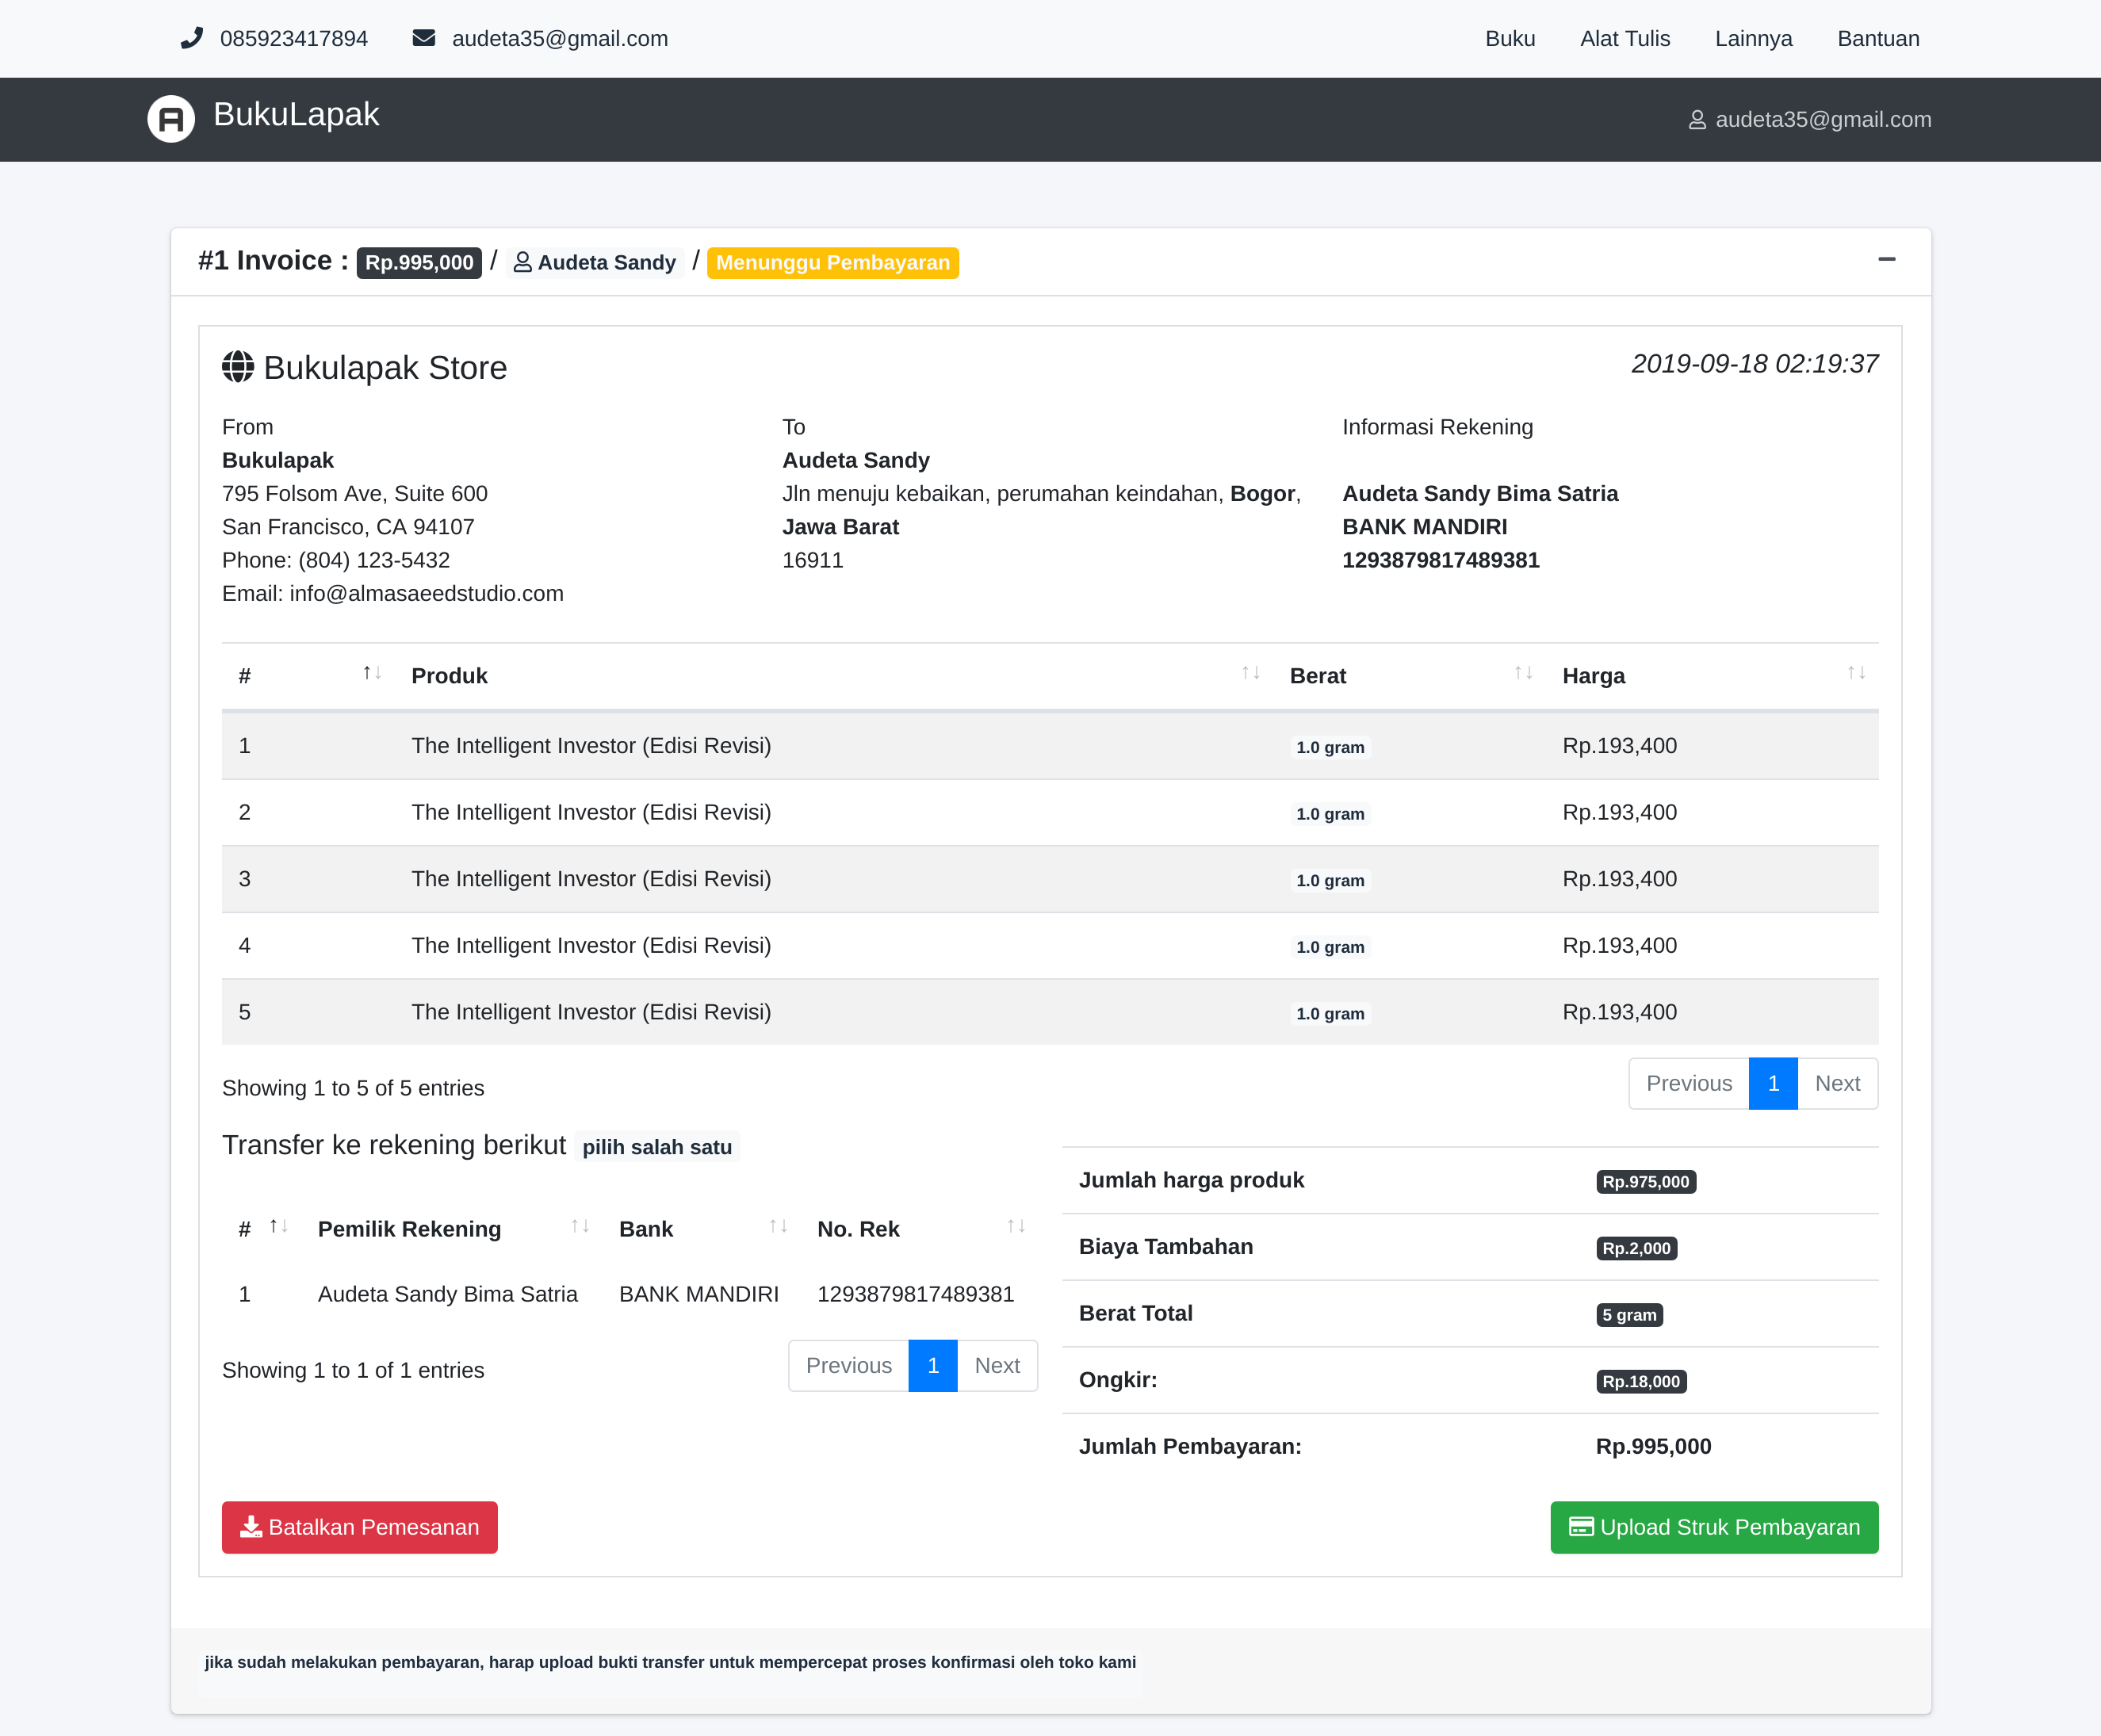 085923417894 audeta35@gmail.com Buku Alat Tulis Lainnya Bantuan
BukuLapak audeta35@gmail.com
#1 Invoice : Rp.995,000 / Audeta Sandy / Menunggu Pembayaran
Bukulapak Store 2019-09-18 02:19:37
From
Bukulapak
795 Folsom Ave, Suite 600
San Francisco, CA 94107
Phone: (804) 123-5432
Email: info@almasaeedstudio.com
To
Audeta Sandy
Jln menuju kebaikan, perumahan keindahan, Bogor,
Jawa Barat
16911
Informasi Rekening
Audeta Sandy Bima Satria
BANK MANDIRI
1293879817489381
# Produk Berat Harga
1 The Intelligent Investor (Edisi Revisi) 1.0 gram Rp.193,400
2 The Intelligent Investor (Edisi Revisi) 1.0 gram Rp.193,400
3 The Intelligent Investor (Edisi Revisi) 1.0 gram Rp.193,400
4 The Intelligent Investor (Edisi Revisi) 1.0 gram Rp.193,400
5 The Intelligent Investor (Edisi Revisi) 1.0 gram Rp.193,400
Showing 1 to 5 of 5 entries Previous 1 Next
Transfer ke rekening berikut pilih salah satu
# Pemilik Rekening Bank No. Rek
1 Audeta Sandy Bima Satria BANK MANDIRI 1293879817489381
Showing 1 to 1 of 1 entries Previous 1 Next
Jumlah harga produk Rp.975,000
Biaya Tambahan Rp.2,000
Berat Total 5 gram
Ongkir: Rp.18,000
Jumlah Pembayaran: Rp.995,000
Batalkan Pemesanan Upload Struk Pembayaran
jika sudah melakukan pembayaran, harap upload bukti transfer untuk mempercepat proses konfirmasi oleh toko kami